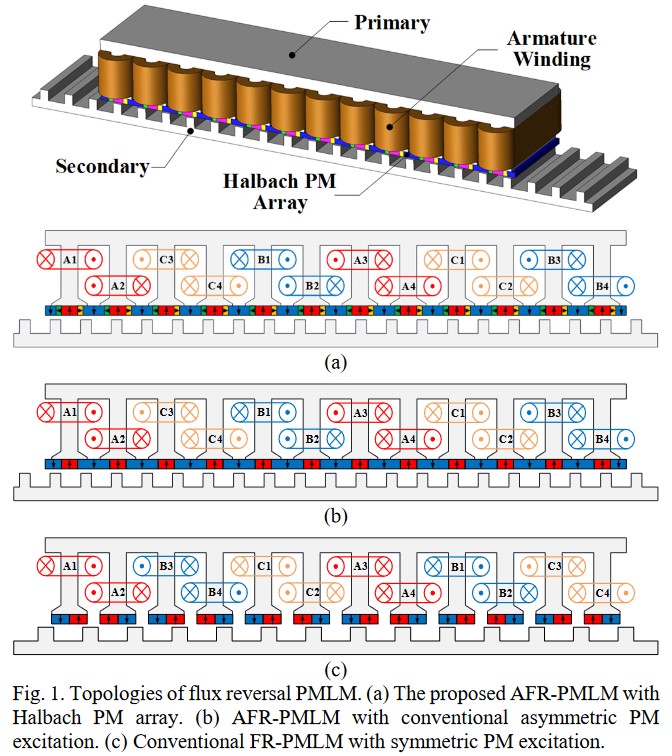 Primary
Armature
Winding
Secondary
Halbach PM
Array
A1 C3 B1 A3 C1 B3
A2 C4 B2 A4 C2 B4
(a)
A1 C3 B1 A3 C1 B3
A2 C4 B2 A4 C2 B4
(b)
A1 B3 C1 A3 B1 C3
A2 B4 C2 A4 B2 C4
(c)
Fig. 1. Topologies of flux reversal PMLM. (a) The proposed AFR-PMLM with
Halbach PM array. (b) AFR-PMLM with conventional asymmetric PM
excitation. (c) Conventional FR-PMLM with symmetric PM excitation.